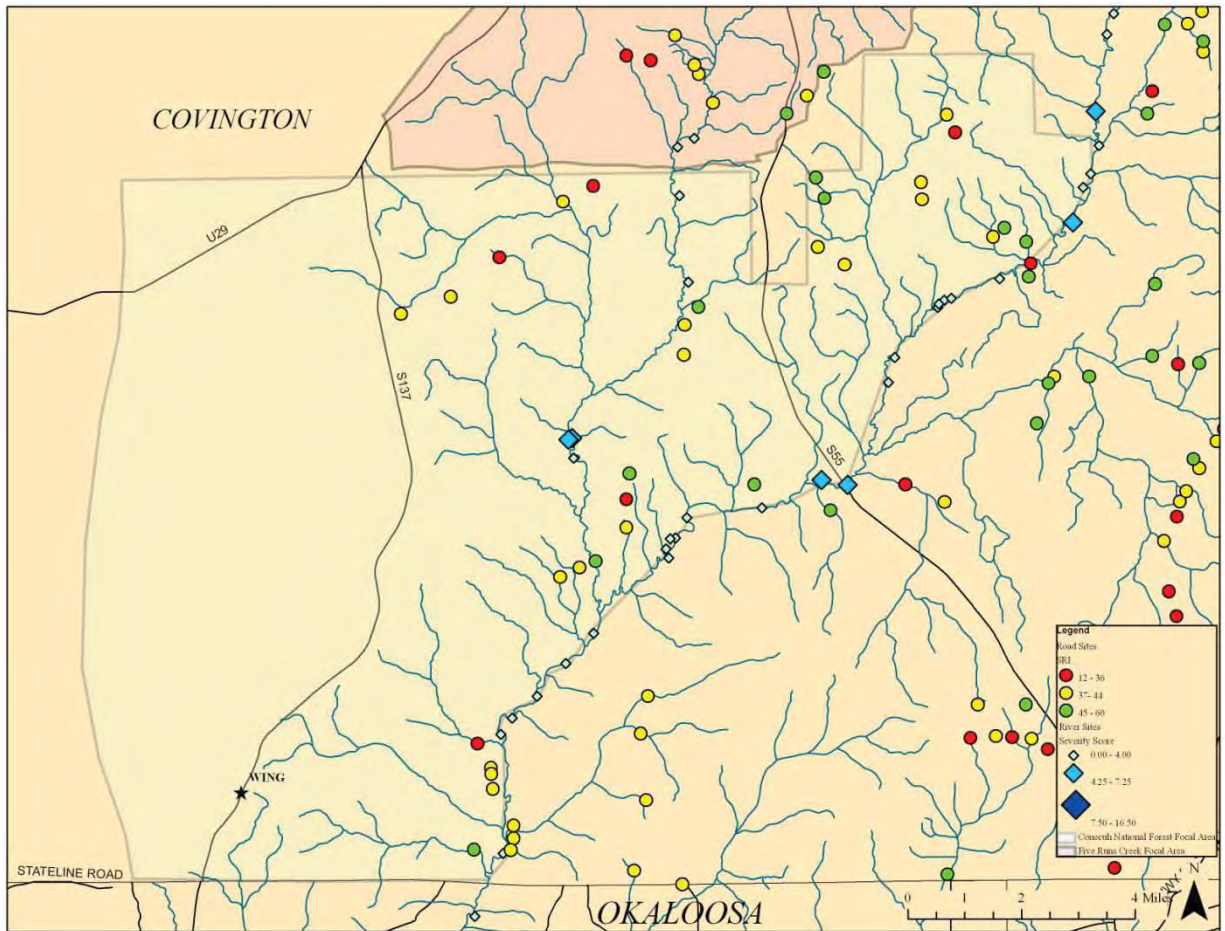 COVINGTON
U29
S137
S55
WING
STATELINE ROAD
OKALOOSA
Legend
Road Sites
SRI
12 - 36
37- 44
45 - 60
River Sites
Severity Score
0.00 - 4.00
4.25 - 7.25
7.50 - 16.50
Conecuh National Forest Focal Area
Five Runs Creek Focal Area
N
0 1 2 4 Miles